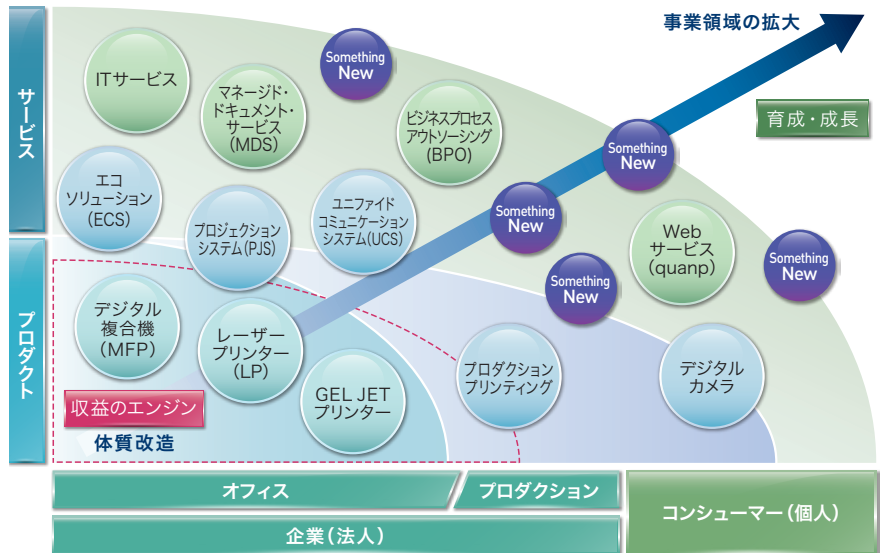 事業領域の拡大
育成・成長
サービス
プロダクト
ITサービス
マネージド・
ドキュメント・
サービス
(MDS)
Something
New
ビジネスプロセス
アウトソーシング
(BPO)
Something
New
エコ
ソリューション
(ECS)
プロジェクション
システム(PJS)
ユニファイド
コミュニケーション
システム(UCS)
Something
New
Web
サービス
(quanp)
Something
New
Something
New
デジタル
複合機
(MFP)
レーザー
プリンター
(LP)
GEL JET
プリンター
プロダクション
プリンティング
デジタル
カメラ
収益のエンジン
体質改造
オフィス
プロダクション
コンシューマー(個人)
企業(法人)